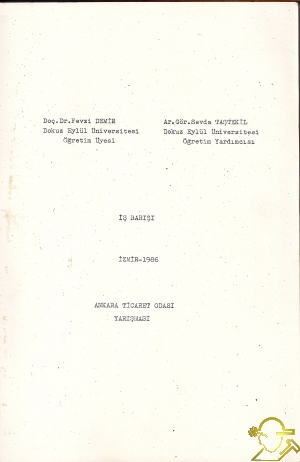 Doç.Dr.Fevzi DEMİR
Dokuz Eylül Üniversitesi
Öğretim Üyesi
Ar.Gör.Sevda TAŞTEKİL
Dokuz Eylül Üniversitesi
Öğretim Yardımcısı
İŞ BARIŞI
İZMİR-1986
ANKARA TİCARET ODASI
YARIŞMASI